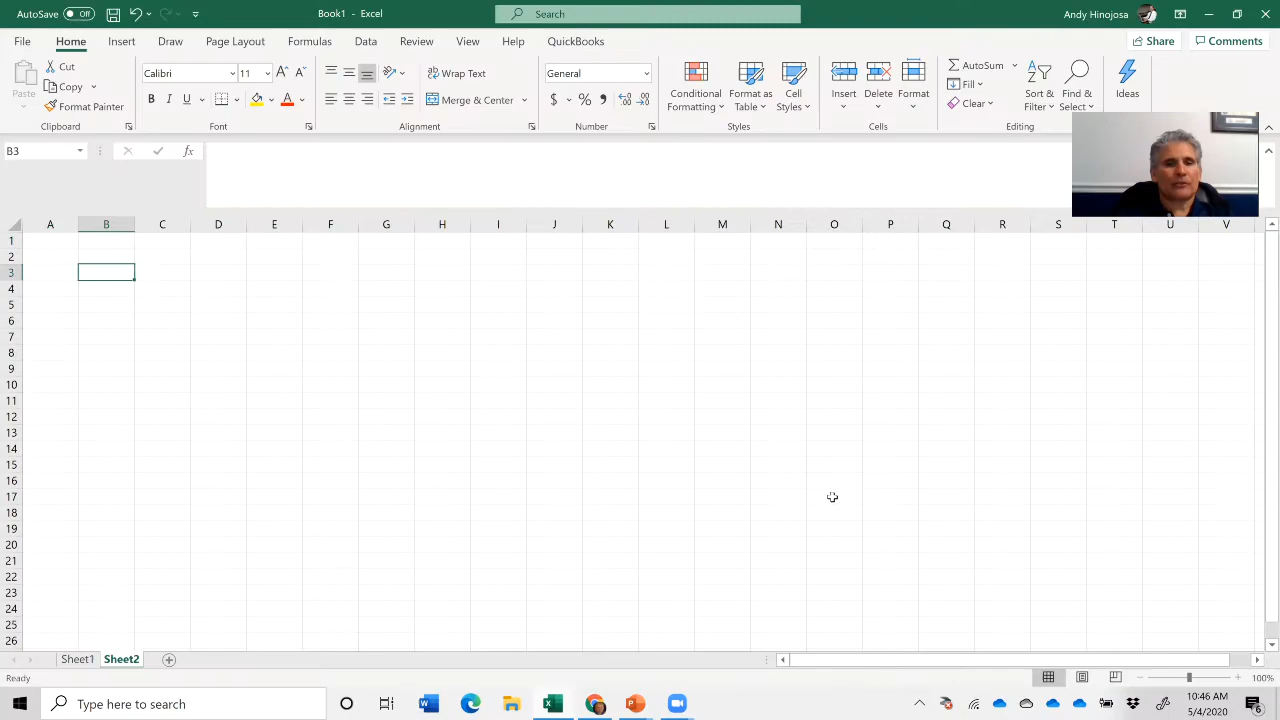 AutoSave Off Book1 - Excel Search Andy Hinojosa
File Home Insert Draw Page Layout Formulas Data Review View Help QuickBooks Share Comments
Paste Cut Copy Format Painter Clipboard
Calibri 11 B I U A Font
Wrap Text Merge & Center Alignment
General $ % , Number
Conditional Formatting Format as Table Cell Styles Styles
Insert Delete Format Cells
AutoSum Fill Clear Sort & Filter Find & Select Editing
Ideas
B3 fx
A B C D E F G H I J K L M N O P Q R S T U V
1
2
3
4
5
6
7
8
9
10
11
12
13
14
15
16
17
18
19
20
21
22
23
24
25
26
Sheet1 Sheet2
Ready 100%
Type here to search 10:46 AM
5/4/2020 6